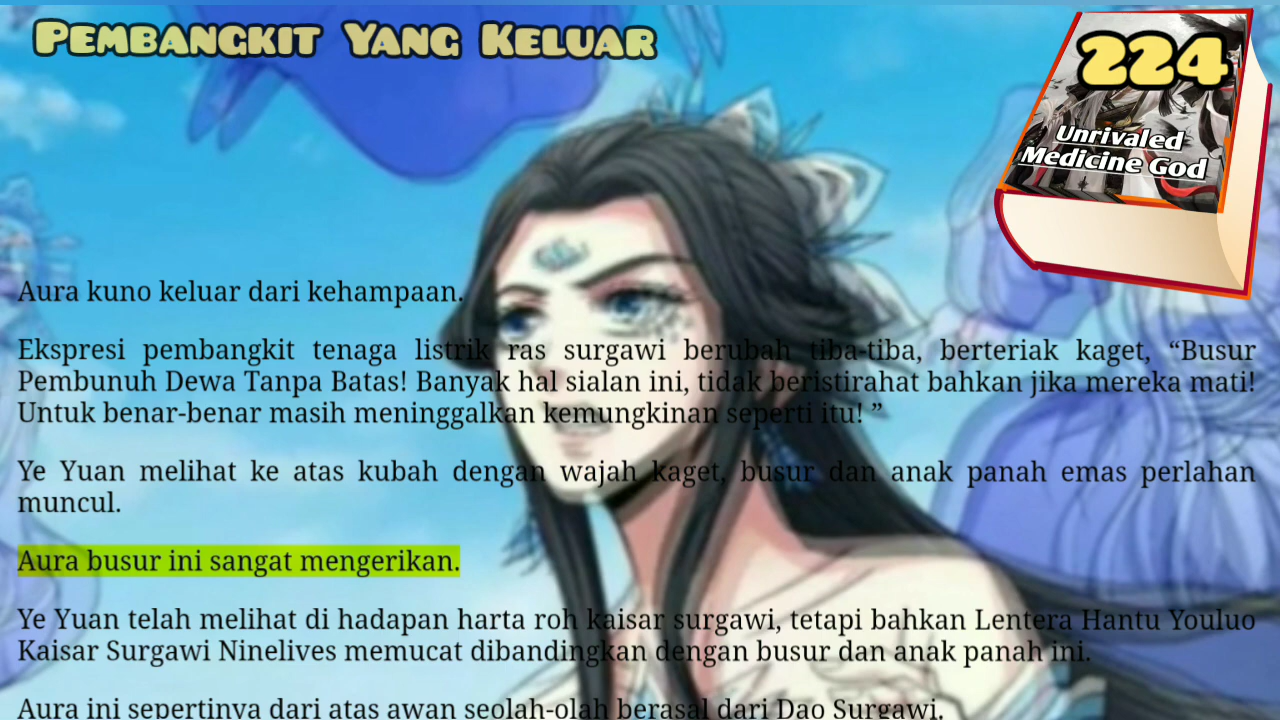 Pembangkit Yang Keluar
224
Unrivaled
Medicine God
Aura kuno keluar dari kehampaan.
Ekspresi pembangkit tenaga listrik ras surgawi berubah tiba-tiba, berteriak kaget, “Busur
Pembunuh Dewa Tanpa Batas! Banyak hal sialan ini, tidak beristirahat bahkan jika mereka mati!
Untuk benar-benar masih meninggalkan kemungkinan seperti itu! ”
Ye Yuan melihat ke atas kubah dengan wajah kaget, busur dan anak panah emas perlahan
muncul.
Aura busur ini sangat mengerikan.
Ye Yuan telah melihat di hadapan harta roh kaisar surgawi, tetapi bahkan Lentera Hantu Youluo
Kaisar Surgawi Ninelives memucat dibandingkan dengan busur dan anak panah ini.
Aura ini sepertinya dari atas awan seolah-olah berasal dari Dao Surgawi.